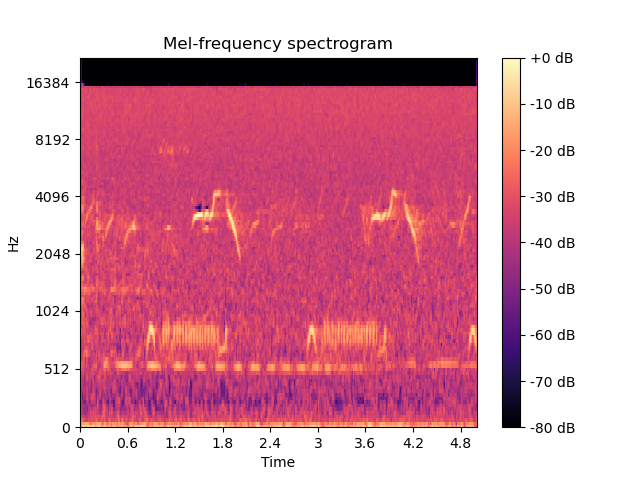 Mel-frequency spectrogram
Hz
16384
8192
4096
2048
1024
512
0
0 0.6 1.2 1.8 2.4 3 3.6 4.2 4.8
Time
+0 dB
-10 dB
-20 dB
-30 dB
-40 dB
-50 dB
-60 dB
-70 dB
-80 dB